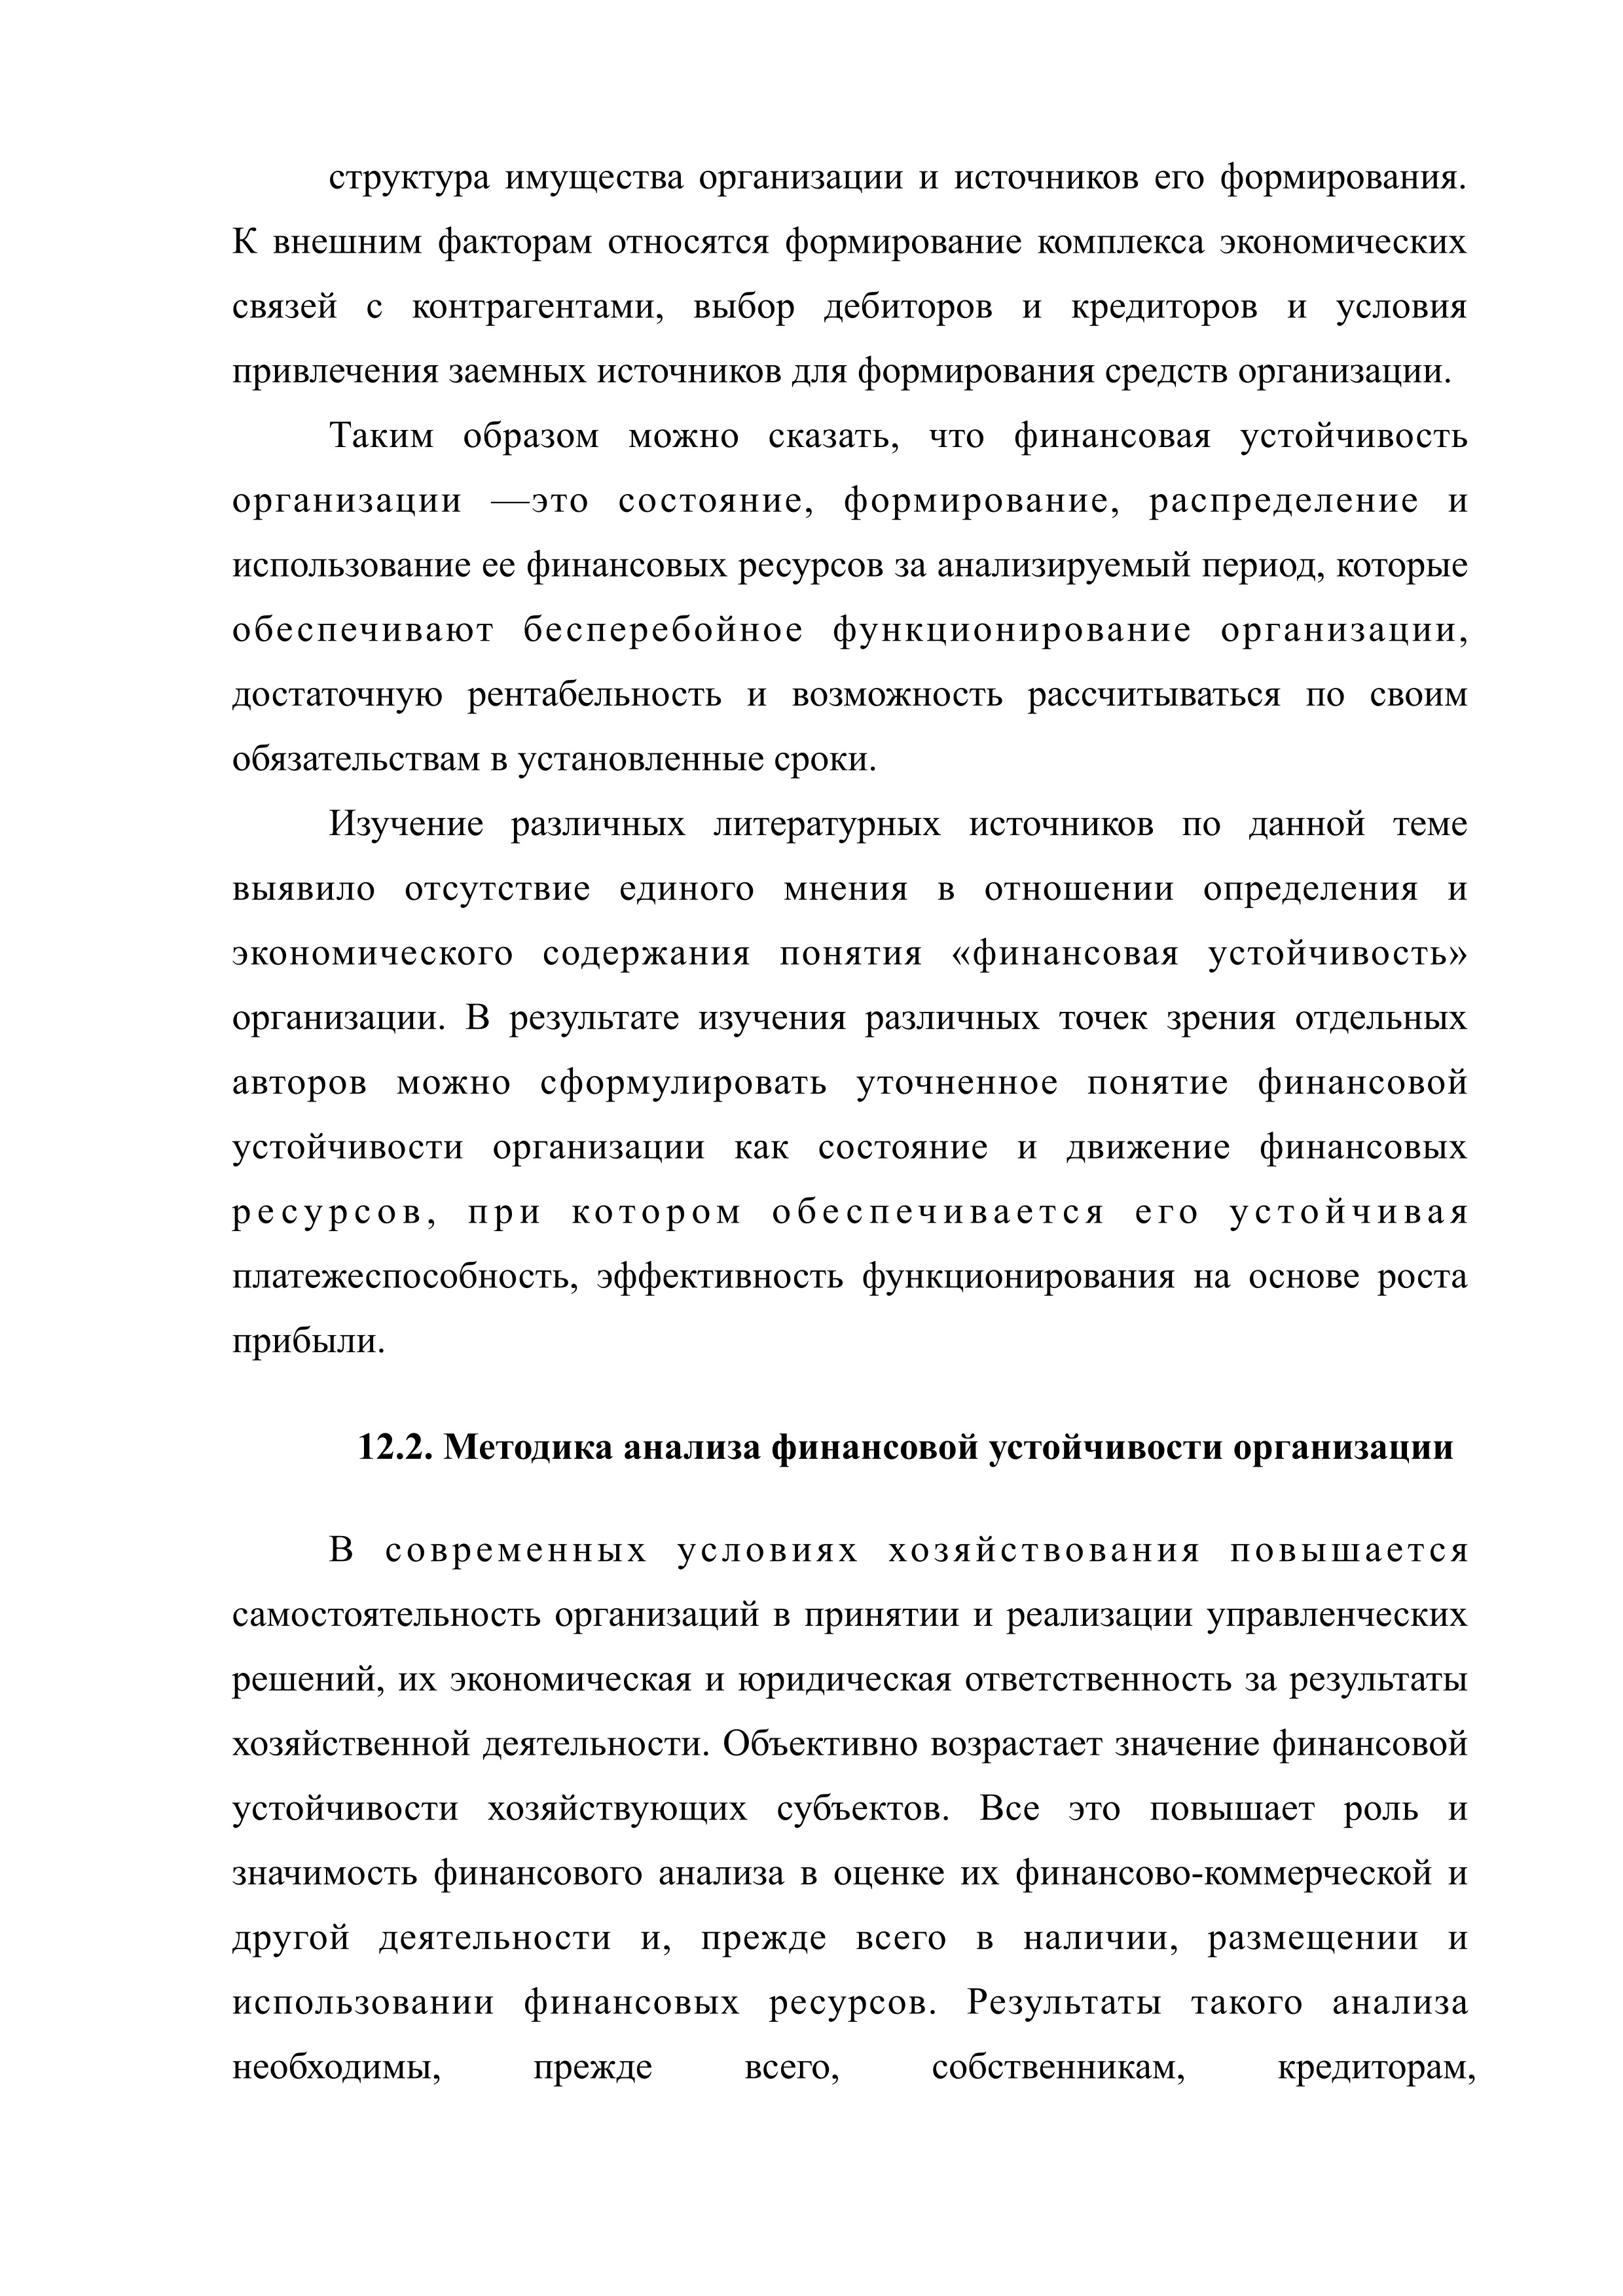 структура имущества организации и источников его формирования.
К внешним факторам относятся формирование комплекса экономических
связей с контрагентами, выбор дебиторов и кредиторов и условия
привлечения заемных источников для формирования средств организации.
Таким образом можно сказать, что финансовая устойчивость
организации —это состояние, формирование, распределение и
использование ее финансовых ресурсов за анализируемый период, которые
обеспечивают бесперебойное функционирование организации,
достаточную рентабельность и возможность рассчитываться по своим
обязательствам в установленные сроки.
Изучение различных литературных источников по данной теме
выявило отсутствие единого мнения в отношении определения и
экономического содержания понятия «финансовая устойчивость»
организации. В результате изучения различных точек зрения отдельных
авторов можно сформулировать уточненное понятие финансовой
устойчивости организации как состояние и движение финансовых
ресурсов, при котором обеспечивается его устойчивая
платежеспособность, эффективность функционирования на основе роста
прибыли.
12.2. Методика анализа финансовой устойчивости организации
В современных условиях хозяйствования повышается
самостоятельность организаций в принятии и реализации управленческих
решений, их экономическая и юридическая ответственность за результаты
хозяйственной деятельности. Объективно возрастает значение финансовой
устойчивости хозяйствующих субъектов. Все это повышает роль и
значимость финансового анализа в оценке их финансово-коммерческой и
другой деятельности и, прежде всего в наличии, размещении и
использовании финансовых ресурсов. Результаты такого анализа
необходимы, прежде всего, собственникам, кредиторам,